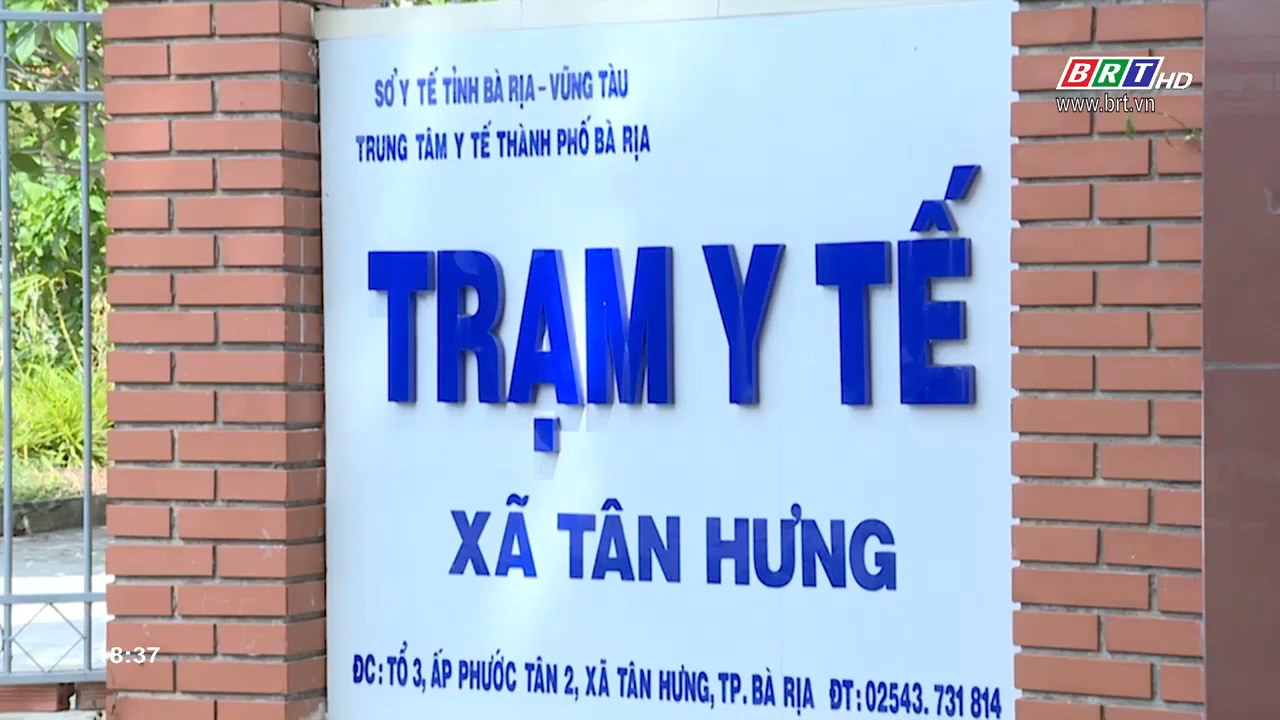 BRT HD
www.brt.vn
SỞ Y TẾ TỈNH BÀ RỊA - VŨNG TÀU
TRUNG TÂM Y TẾ THÀNH PHỐ BÀ RỊA
TRẠM Y TẾ
XÃ TÂN HƯNG
ĐC: TỔ 3, ẤP PHƯỚC TÂN 2, XÃ TÂN HƯNG, TP. BÀ RỊA ĐT: 02543. 731 814
8:37